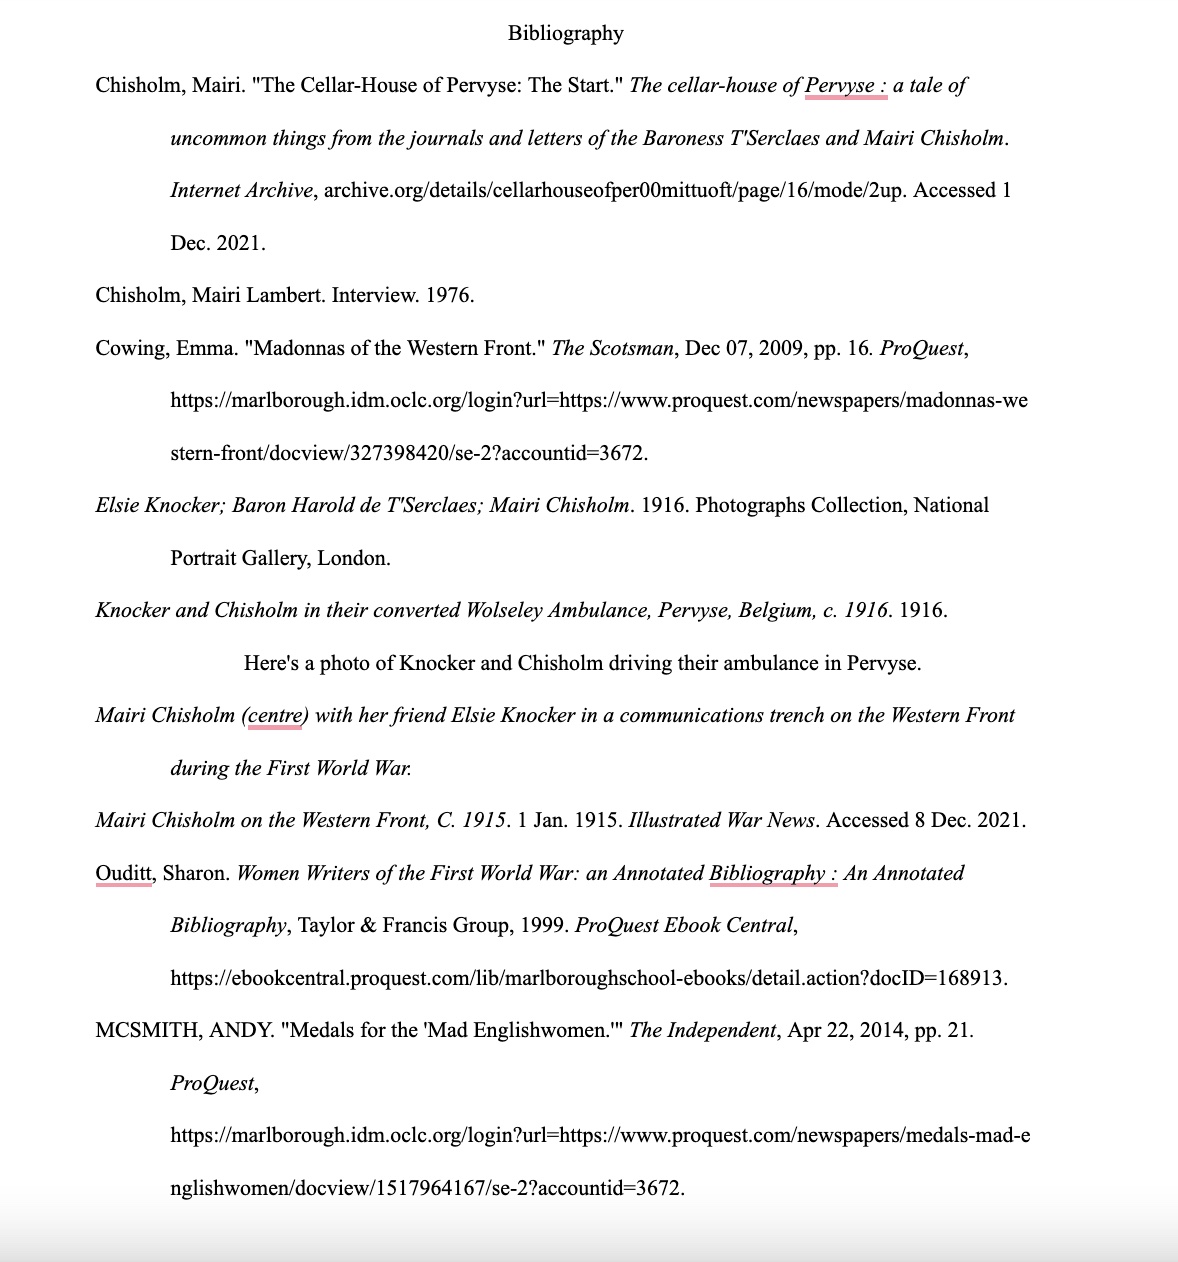 Bibliography
Chisholm, Mairi. "The Cellar-House of Pervyse: The Start." The cellar-house of Pervyse : a tale of
uncommon things from the journals and letters of the Baroness T'Serclaes and Mairi Chisholm.
Internet Archive, archive.org/details/cellarhouseofper00mittuoft/page/16/mode/2up. Accessed 1
Dec. 2021.
Chisholm, Mairi Lambert. Interview. 1976.
Cowing, Emma. "Madonnas of the Western Front." The Scotsman, Dec 07, 2009, pp. 16. ProQuest,
https://marlborough.idm.oclc.org/login?url=https://www.proquest.com/newspapers/madonnas-we
stern-front/docview/327398420/se-2?accountid=3672.
Elsie Knocker; Baron Harold de T'Serclaes; Mairi Chisholm. 1916. Photographs Collection, National
Portrait Gallery, London.
Knocker and Chisholm in their converted Wolseley Ambulance, Pervyse, Belgium, c. 1916. 1916.
Here's a photo of Knocker and Chisholm driving their ambulance in Pervyse.
Mairi Chisholm (centre) with her friend Elsie Knocker in a communications trench on the Western Front
during the First World War.
Mairi Chisholm on the Western Front, C. 1915. 1 Jan. 1915. Illustrated War News. Accessed 8 Dec. 2021.
Ouditt, Sharon. Women Writers of the First World War: an Annotated Bibliography : An Annotated
Bibliography, Taylor & Francis Group, 1999. ProQuest Ebook Central,
https://ebookcentral.proquest.com/lib/marlboroughschool-ebooks/detail.action?docID=168913.
MCSMITH, ANDY. "Medals for the 'Mad Englishwomen.'" The Independent, Apr 22, 2014, pp. 21.
ProQuest,
https://marlborough.idm.oclc.org/login?url=https://www.proquest.com/newspapers/medals-mad-e
nglishwomen/docview/1517964167/se-2?accountid=3672.